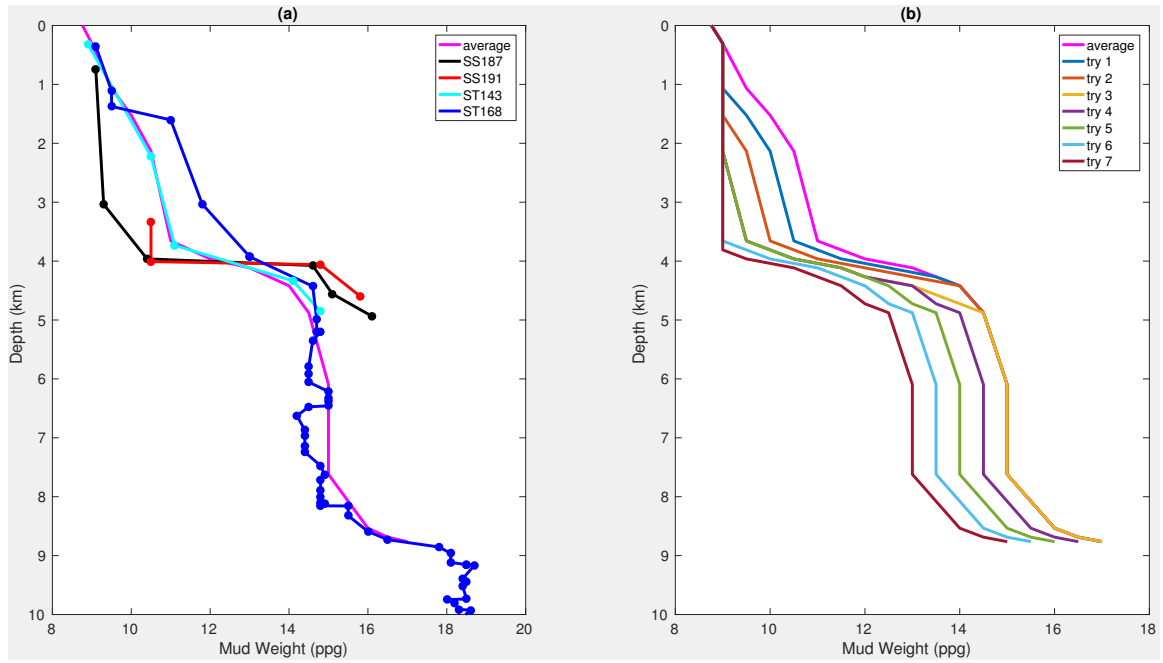 (a)
0
1
2
3
4
5
6
7
8
9
10
Depth (km)
8
10
12
14
16
18
20
Mud Weight (ppg)
average
SS187
SS191
ST143
ST168
(b)
0
1
2
3
4
5
6
7
8
9
10
Depth (km)
8
10
12
14
16
18
Mud Weight (ppg)
average
try 1
try 2
try 3
try 4
try 5
try 6
try 7